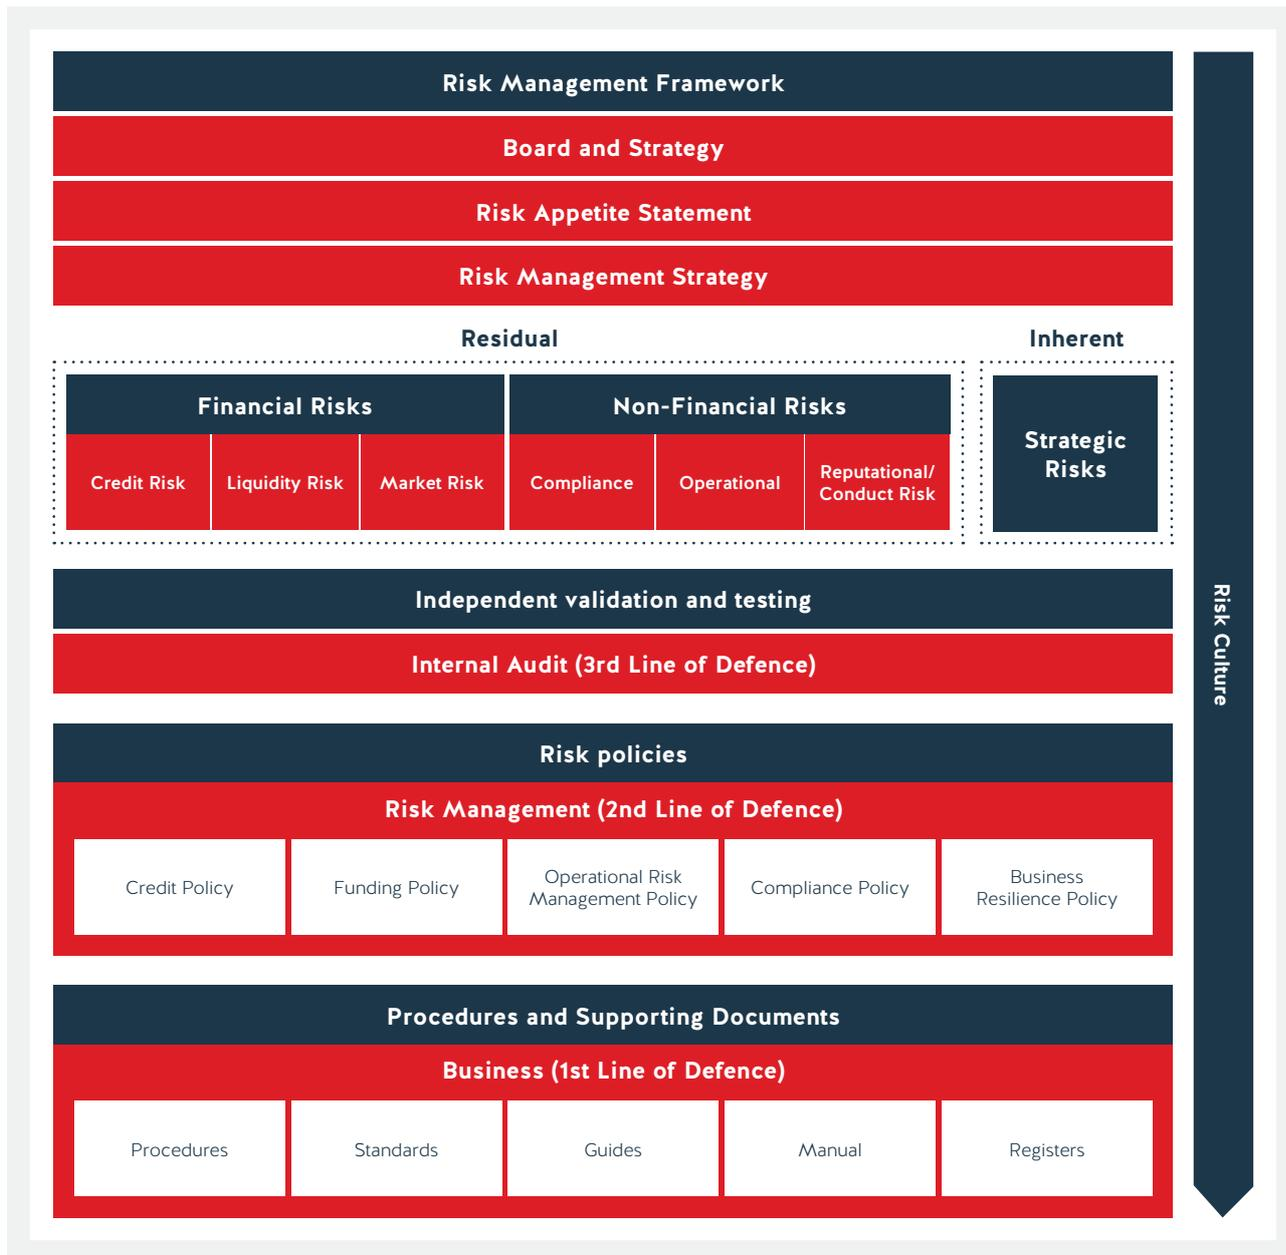 Risk Management Framework
Board and Strategy
Risk Appetite Statement
Risk Management Strategy
Residual
Inherent
Financial Risks
Non-Financial Risks
Credit Risk
Liquidity Risk
Market Risk
Compliance
Operational
Reputational/
Conduct Risk
Strategic
Risks
Independent validation and testing
Internal Audit (3rd Line of Defence)
Risk policies
Risk Management (2nd Line of Defence)
Credit Policy
Funding Policy
Operational Risk
Management Policy
Compliance Policy
Business
Resilience Policy
Procedures and Supporting Documents
Business (1st Line of Defence)
Procedures
Standards
Guides
Manual
Registers
Risk Culture